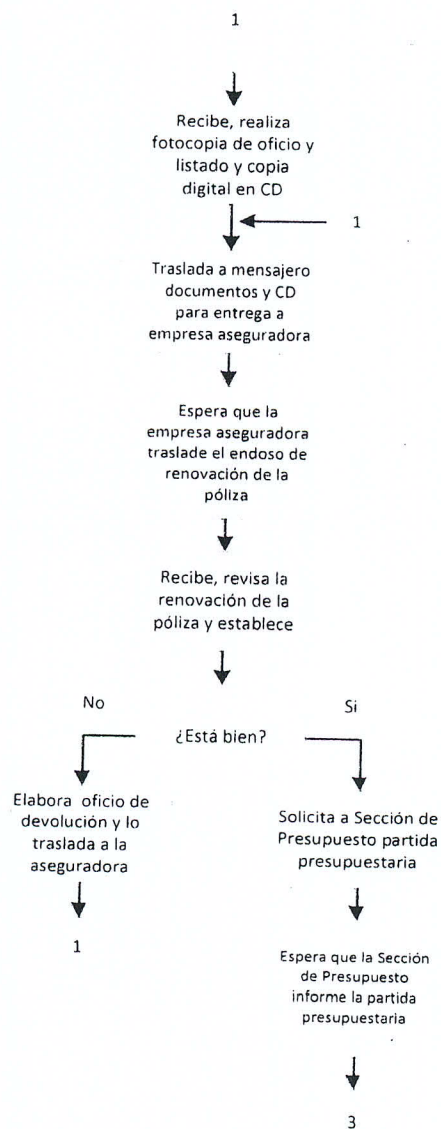 1
Recibe, realiza
fotocopia de oficio y
listado y copia
digital en CD
1
Traslada a mensajero
documentos y CD
para entrega a
empresa aseguradora
Espera que la
empresa aseguradora
traslade el endoso de
renovación de la
póliza
Recibe, revisa la
renovación de la
póliza y establece
No
Si
¿Está bien?
Elabora oficio de
devolución y lo
traslada a la
aseguradora
1
Solicita a Sección de
Presupuesto partida
presupuestaria
Espera que la Sección
de Presupuesto
informe la partida
presupuestaria
3